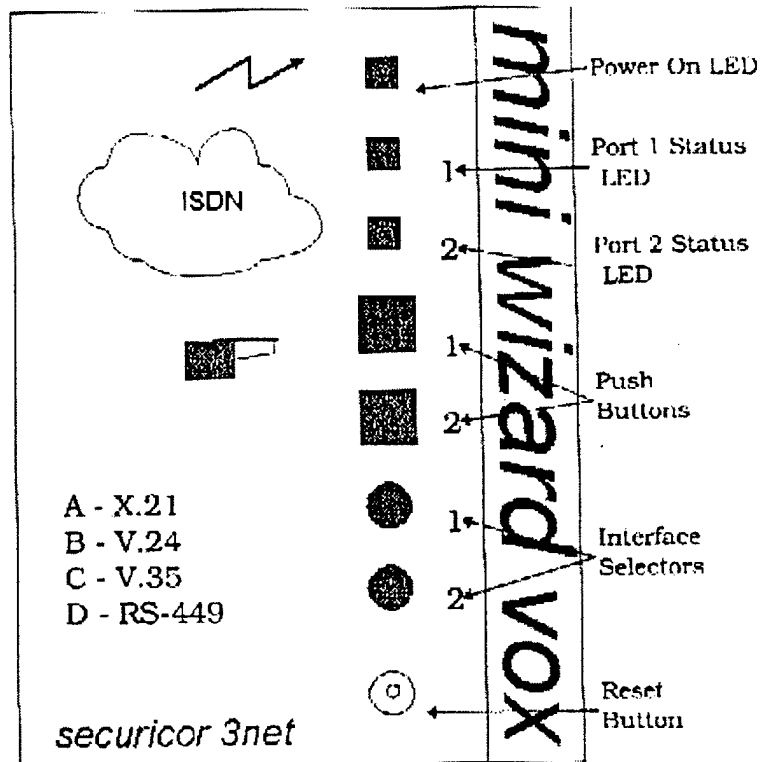 Power On LED
1
Port 1 Status
LED
ISDN
2
Port 2 Status
LED
1
2
Push
Buttons
A - X.21
B - V.24
C - V.35
D - RS-449
1
2
Interface
Selectors
Reset
Button
securicor 3net
mini wizard vox